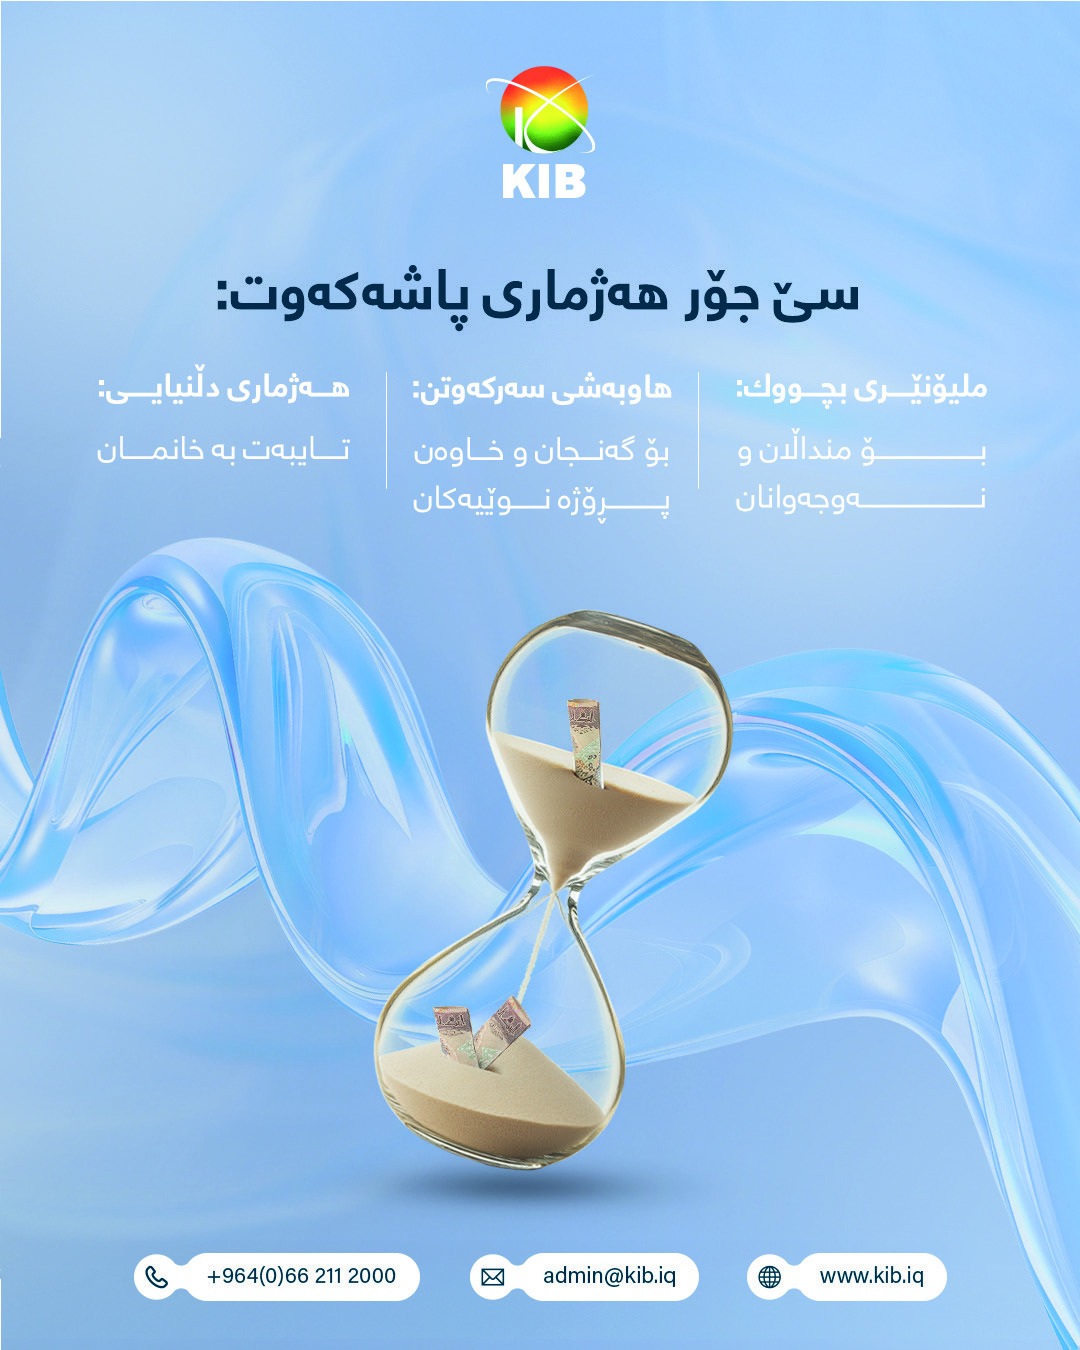 KIB
سێ جۆر هەژماری پاشەکەوت:
ملیۆنێری بچووك:
بۆ منداڵان و
نەوجەوانان
هاوبەشی سەرکەوتن:
بۆ گەنجان و خاوەن
پڕۆژە نوێیەکان
هەژماری دڵنیایی:
تایبەت بە خانمان
+964(0)66 211 2000
admin@kib.iq
www.kib.iq